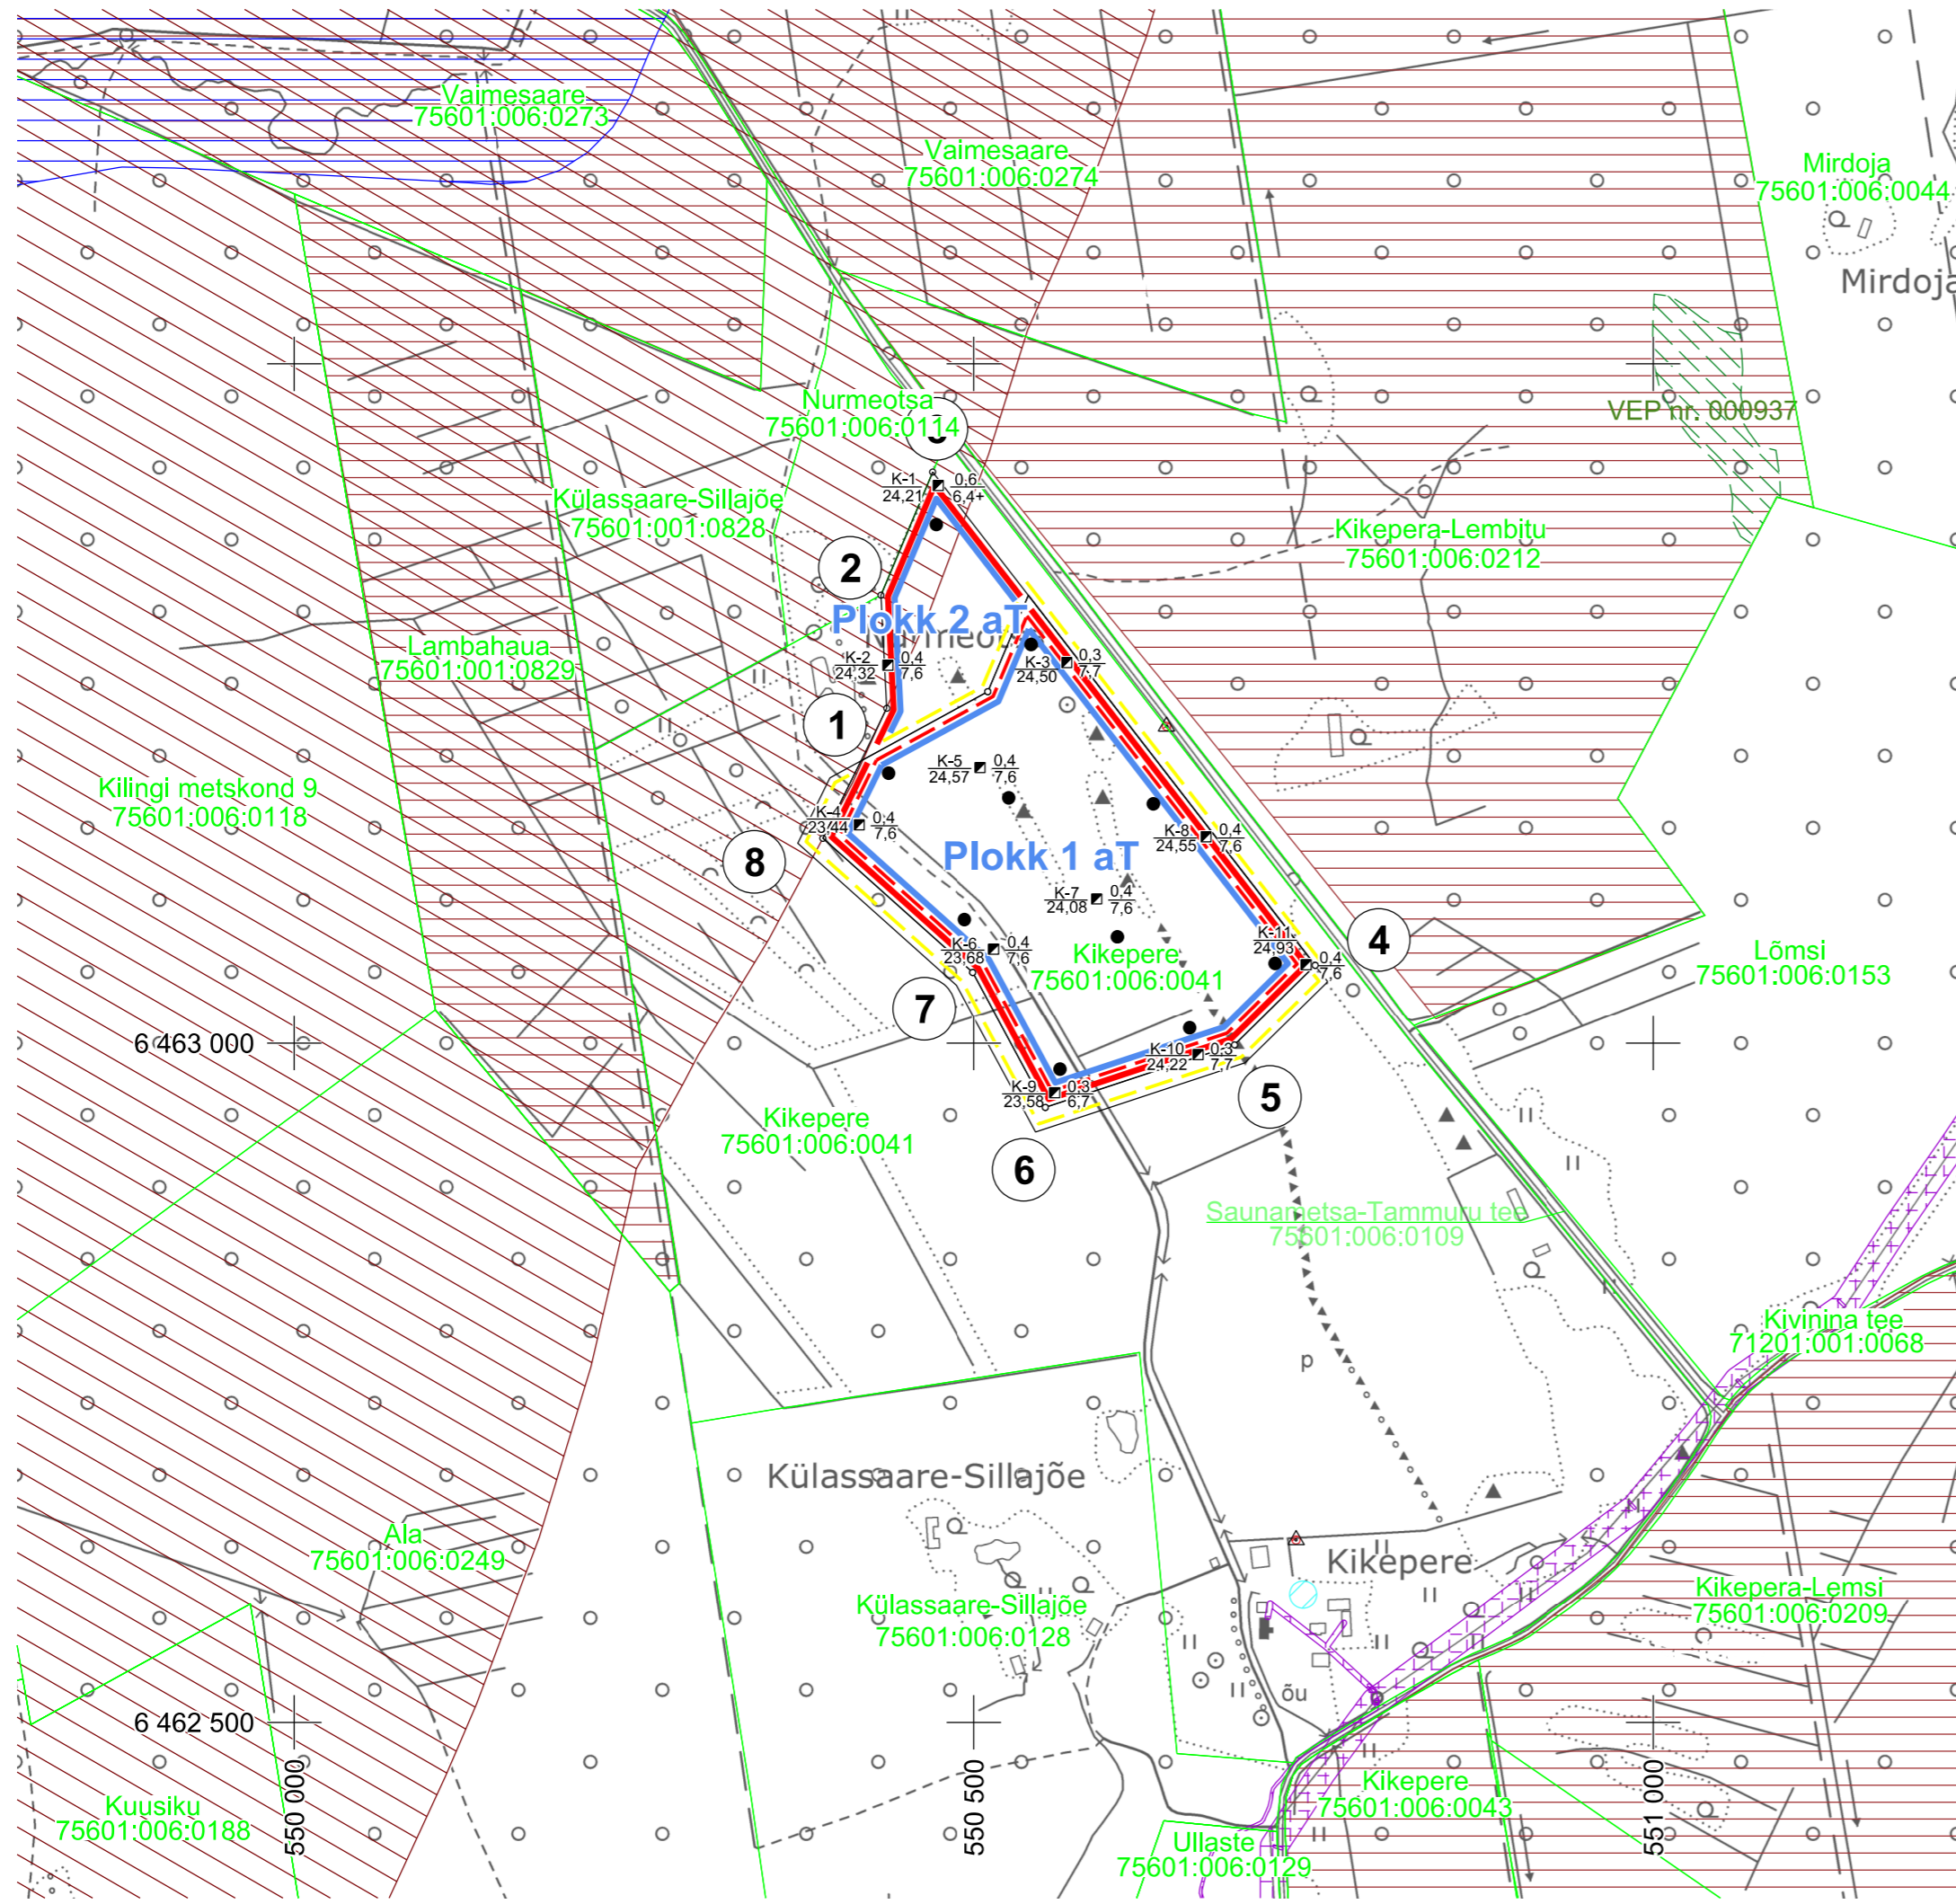 Vaimesaare
75601:006:0273
Vaimesaare
75601:006:0274
Mirdoja
75601:006:0044
Mirdoja
Nurmeotsa
75601:006:0114
VEP nr. 000937
K-1
24,21
0,6
6,4+
Külassaare-Sillajõe
75601:001:0828
Kikepera-Lembitu
75601:006:0212
2
Plokk 2 aT
Lambahaua
75601:001:0829
K-2
24,32
0,4
7,6
K-3
24,50
0,3
7,7
1
K-5
24,57
0,4
7,6
Kilingi metskond 9
75601:006:0118
K-4
23,44
0,4
7,6
8
Plokk 1 aT
K-8
24,55
0,4
7,6
K-7
24,08
0,4
7,6
K-11
24,93
0,4
7,6
4
K-6
23,68
0,4
7,6
Kikepere
75601:006:0041
Lõmsi
75601:006:0153
7
6 463 000
K-10
24,22
0,3
7,7
K-9
23,58
0,3
6,7
5
Kikepere
75601:006:0041
6
Saunametsa-Tammuru tee
75601:006:0109
Kivinina tee
71201:001:0068
p
Külassaare-Sillajõe
Ala
75601:006:0249
Kikepere
Külassaare-Sillajõe
75601:006:0128
Kikepera-Lemsi
75601:006:0209
õu
6 462 500
550 000
550 500
551 000
Kuusiku
75601:006:0188
Kikepere
75601:006:0043
Ullaste
75601:006:0129